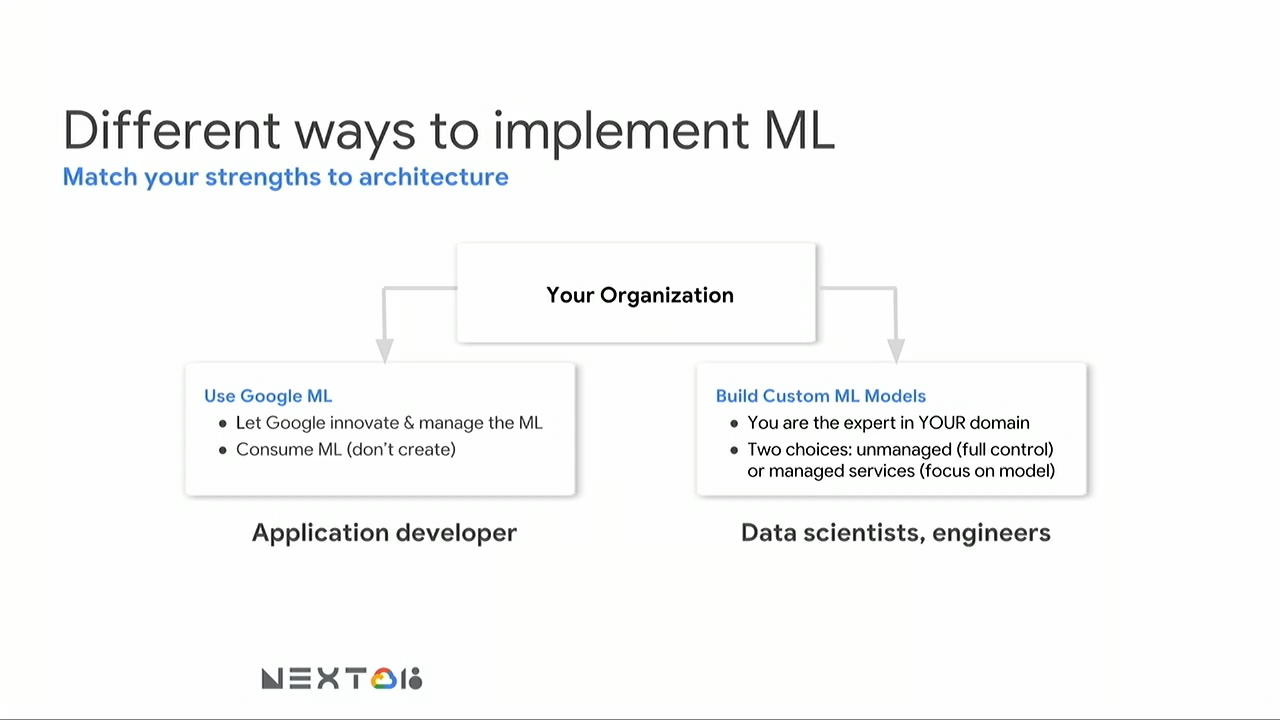 Different ways to implement ML
Match your strengths to architecture
Your Organization
Use Google ML
● Let Google innovate & manage the ML
● Consume ML (don't create)
Application developer
Build Custom ML Models
● You are the expert in YOUR domain
● Two choices: unmanaged (full control)
or managed services (focus on model)
Data scientists, engineers
NEXT 18